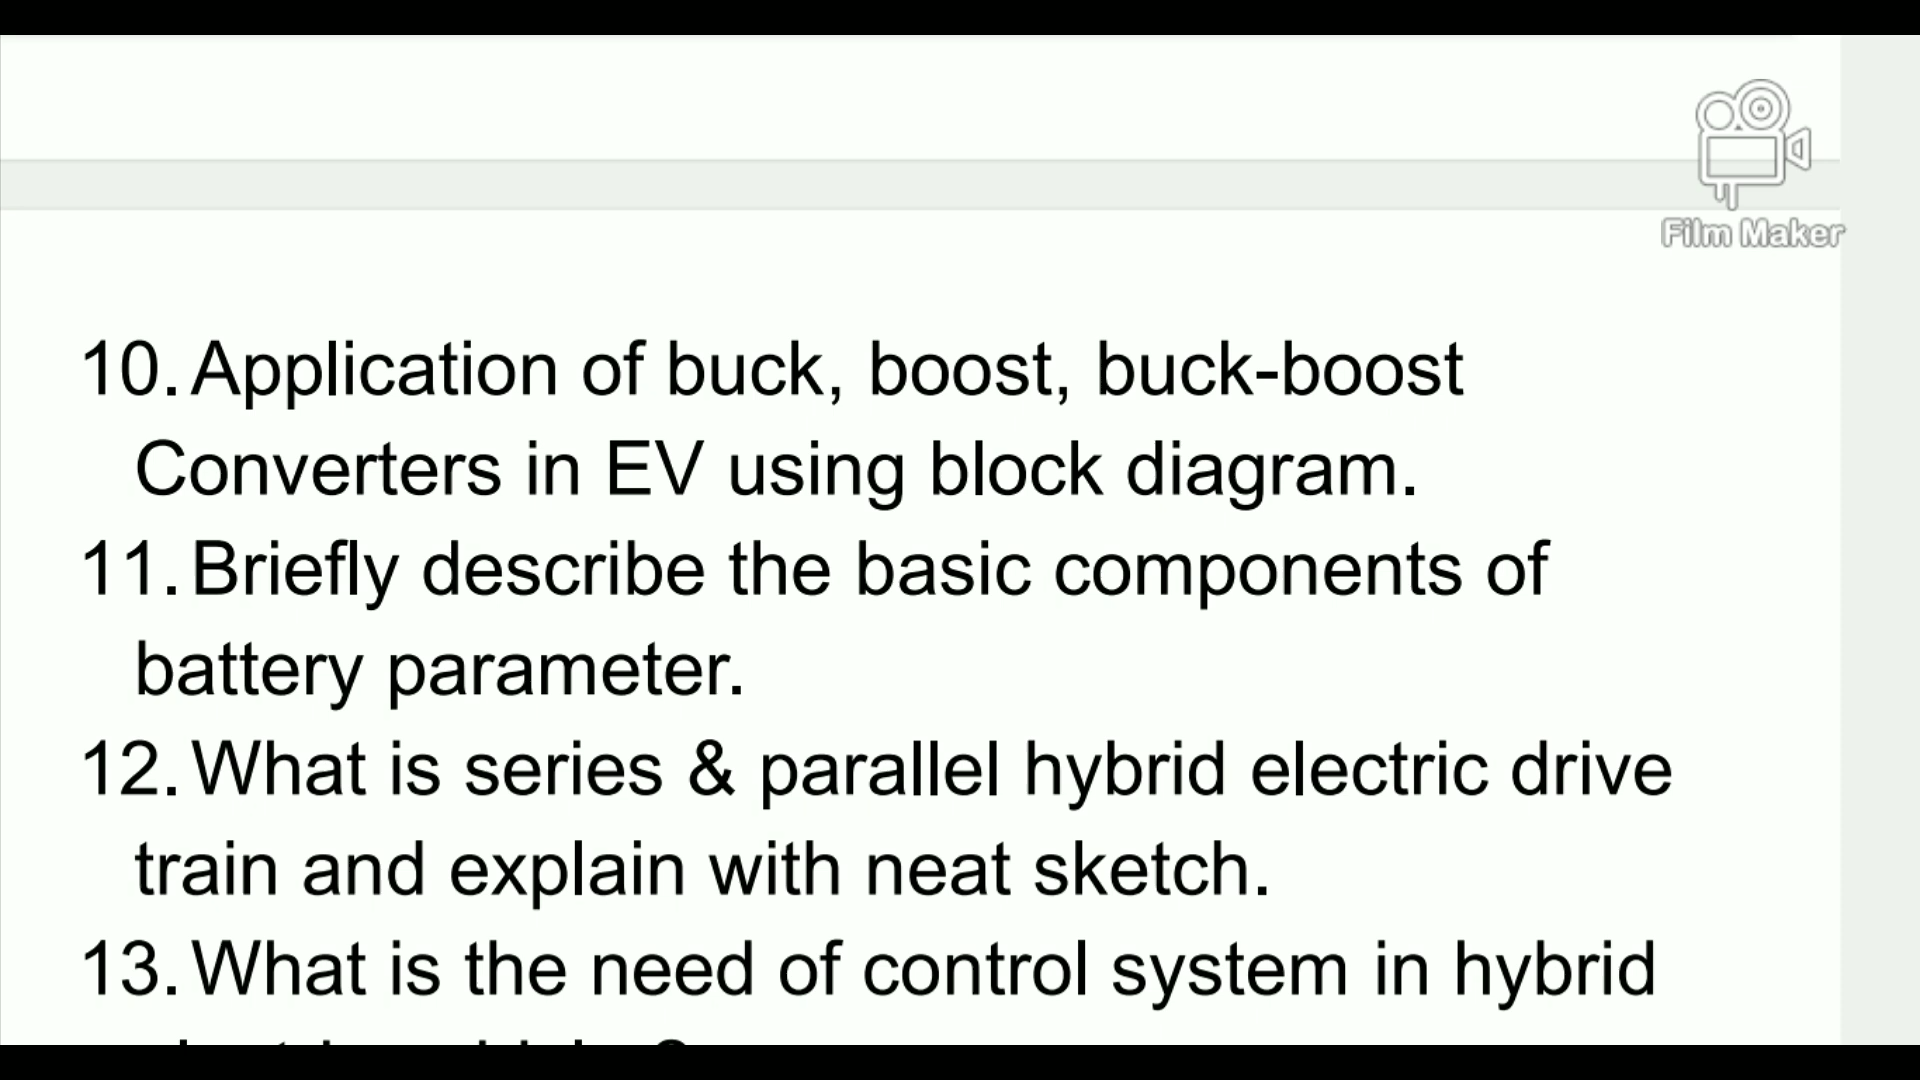 Film Maker
10. Application of buck, boost, buck-boost
Converters in EV using block diagram.
11. Briefly describe the basic components of
battery parameter.
12. What is series & parallel hybrid electric drive
train and explain with neat sketch.
13. What is the need of control system in hybrid